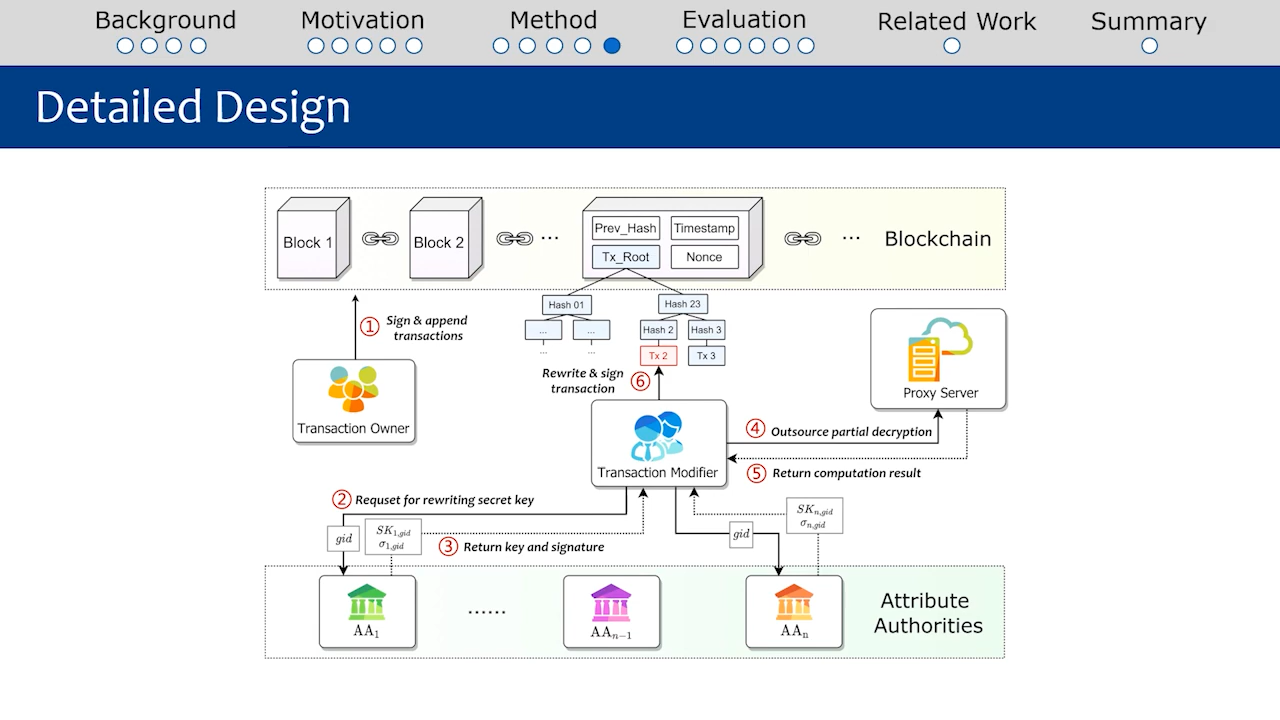 Background
Motivation
Method
Evaluation
Related Work
Summary
Detailed Design
Block 1
Block 2
...
Prev_Hash
Timestamp
Tx_Root
Nonce
...
Blockchain
Hash 01
Hash 23
...
...
Hash 2
Hash 3
...
...
Tx 2
Tx 3
① Sign & append
transactions
Transaction Owner
Rewrite & sign
transaction ⑥
Proxy Server
Transaction Modifier
④ Outsource partial decryption
⑤ Return computation result
② Requset for rewriting secret key
gid
SK1,gid
σ1,gid
③ Return key and signature
gid
SKn,gid
σn,gid
AA1
......
AAn−1
AAn
Attribute
Authorities